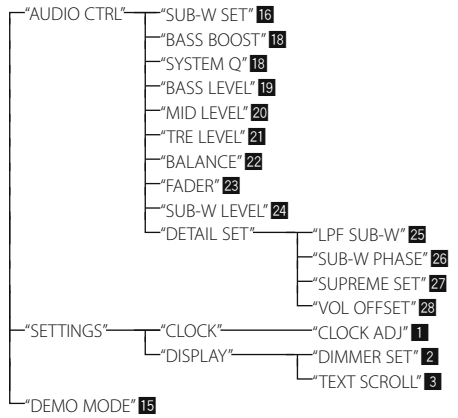 “AUDIO CTRL” “SUB-W SET” 16
“BASS BOOST” 18
“SYSTEM Q” 18
“BASS LEVEL” 19
“MID LEVEL” 20
“TRE LEVEL” 21
“BALANCE” 22
“FADER” 23
“SUB-W LEVEL” 24
“DETAIL SET” “LPF SUB-W” 25
“SUB-W PHASE” 26
“SUPREME SET” 27
“VOL OFFSET” 28
“SETTINGS” “CLOCK” “CLOCK ADJ” 1
“DISPLAY” “DIMMER SET” 2
“TEXT SCROLL” 3
“DEMO MODE” 15